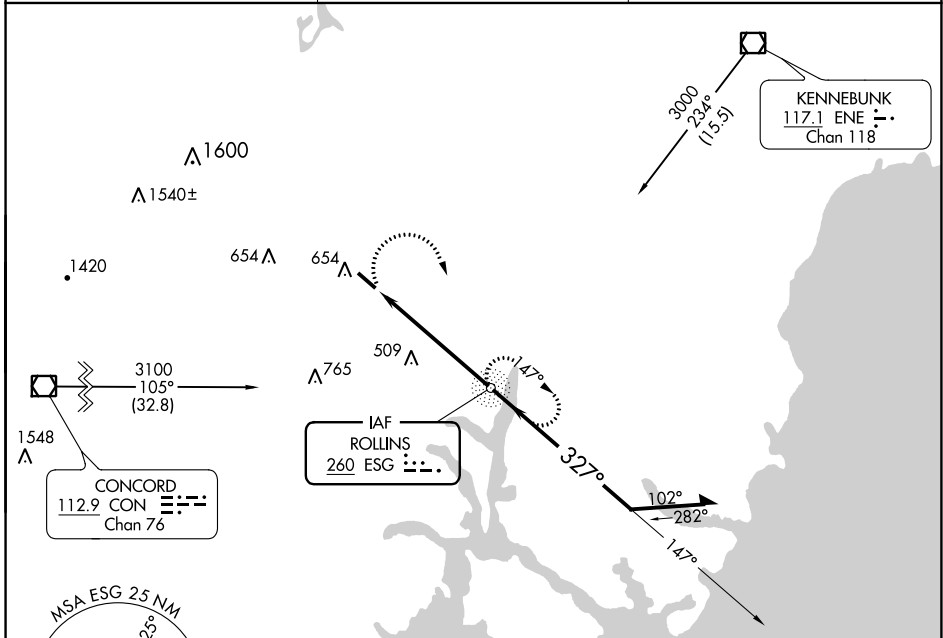 KENNEBUNK
117.1 ENE
Chan 118
3000
234°
(15.5)
1600
1540±
654
654
1420
509
765
147°
3100
105°
(32.8)
IAF
ROLLINS
260 ESG
1548
CONCORD
112.9 CON
Chan 76
327°
102°
282°
147°
MSA ESG 25 NM
25°